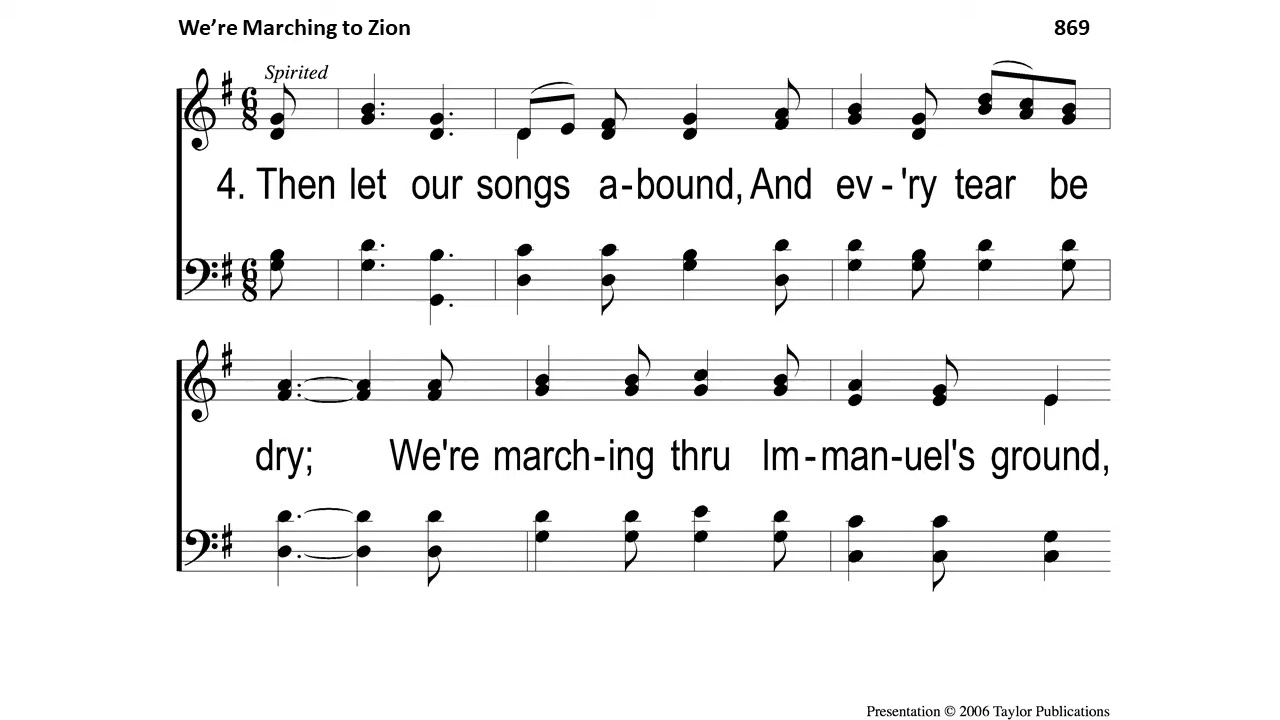 We're Marching to Zion 869
Spirited
4. Then let our songs a-bound, And ev-'ry tear be
dry; We're march-ing thru Im-man-uel's ground,
Presentation © 2006 Taylor Publications